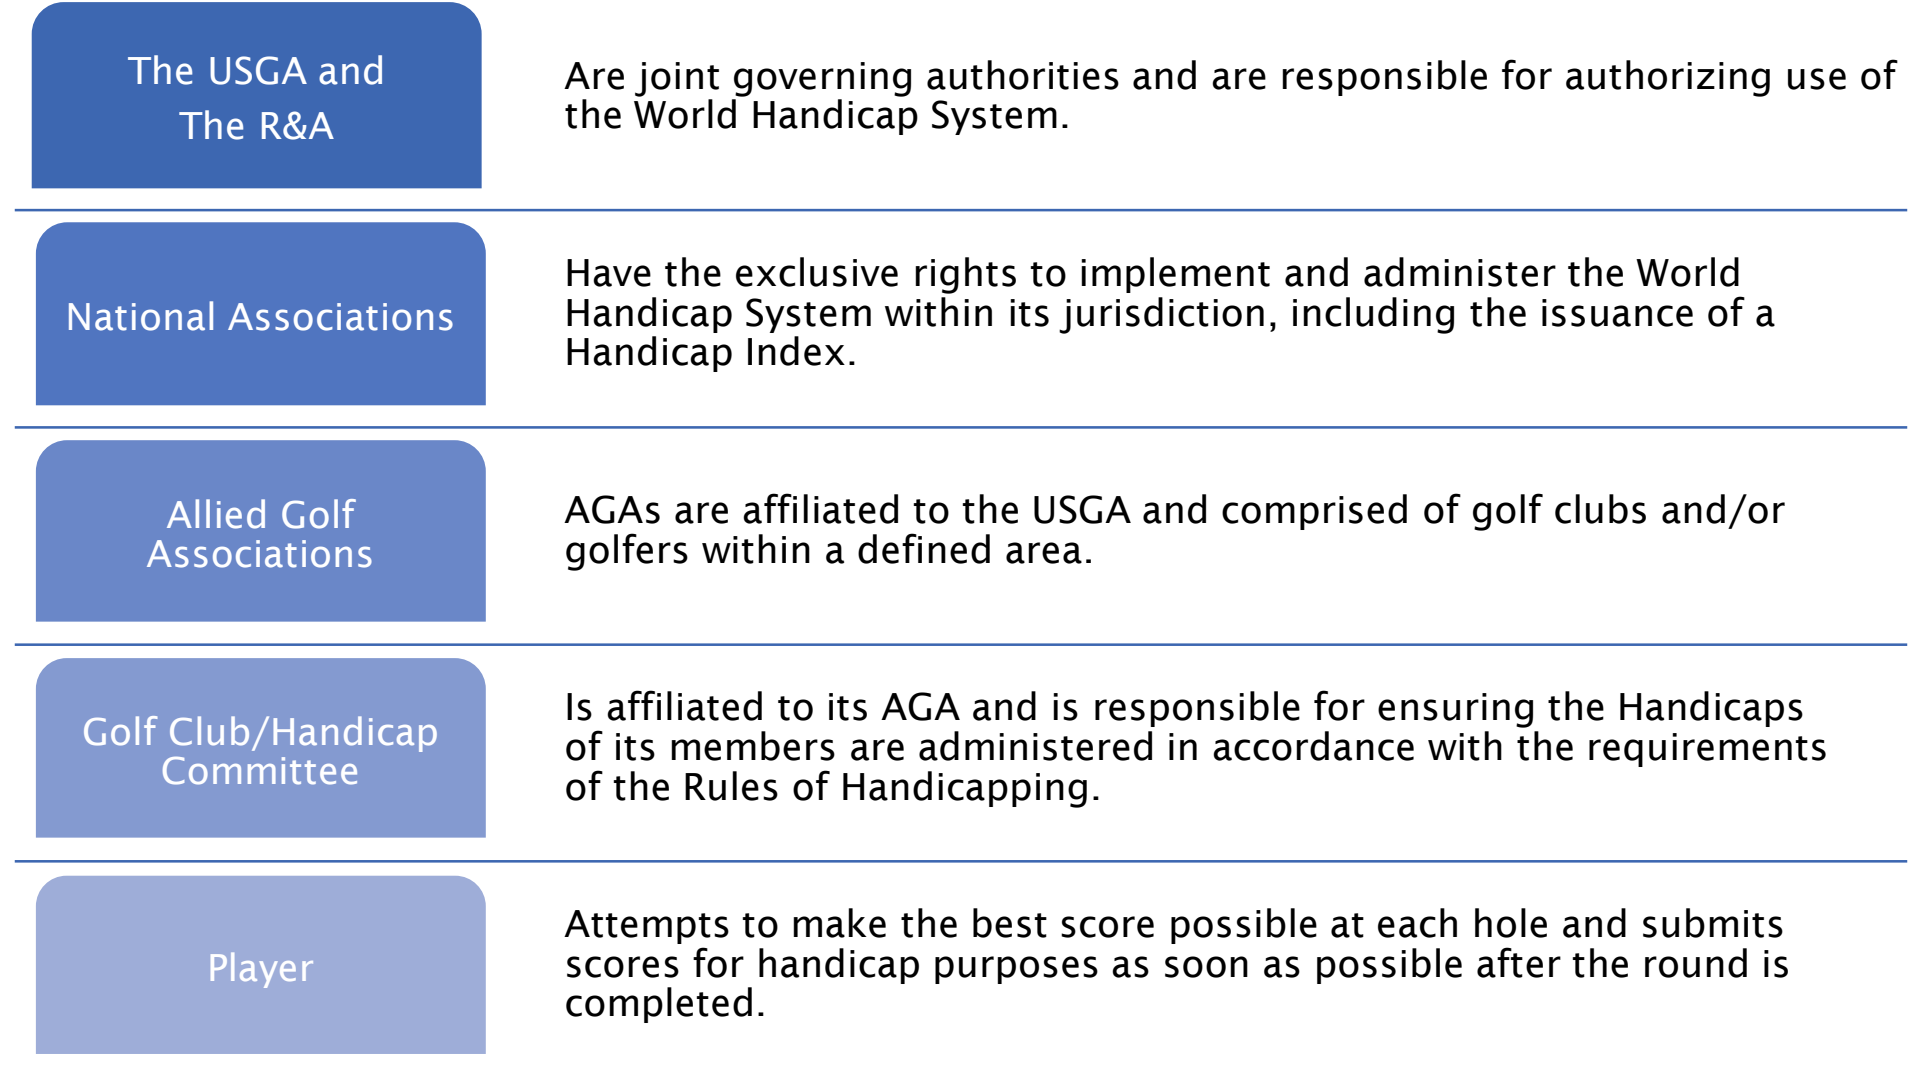 The USGA and
The R&A
Are joint governing authorities and are responsible for authorizing use of
the World Handicap System.
National Associations
Have the exclusive rights to implement and administer the World
Handicap System within its jurisdiction, including the issuance of a
Handicap Index.
Allied Golf
Associations
AGAs are affiliated to the USGA and comprised of golf clubs and/or
golfers within a defined area.
Golf Club/Handicap
Committee
Is affiliated to its AGA and is responsible for ensuring the Handicaps
of its members are administered in accordance with the requirements
of the Rules of Handicapping.
Player
Attempts to make the best score possible at each hole and submits
scores for handicap purposes as soon as possible after the round is
completed.